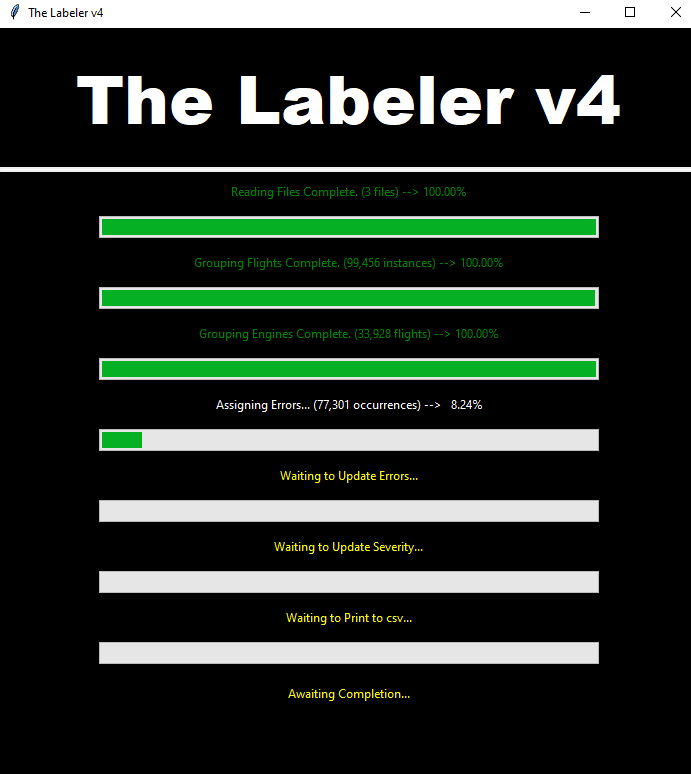 The Labeler v4
The Labeler v4
Reading Files Complete. (3 files) --> 100.00%
Grouping Flights Complete. (99,456 instances) --> 100.00%
Grouping Engines Complete. (33,928 flights) --> 100.00%
Assigning Errors... (77,301 occurrences) -->   8.24%
Waiting to Update Errors...
Waiting to Update Severity...
Waiting to Print to csv...
Awaiting Completion...